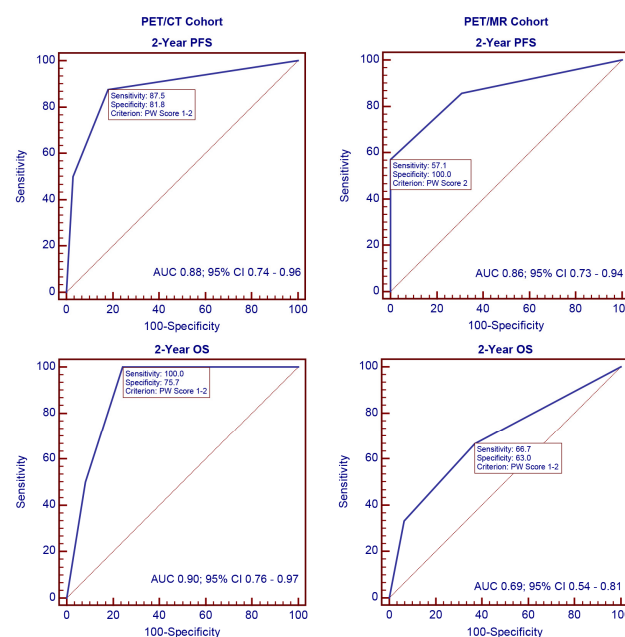 PET/CT Cohort
2-Year PFS
100
80
60
40
20
0
Sensitivity
Sensitivity: 87.5
Specificity: 81.8
Criterion: PW Score 1-2
AUC 0.88; 95% CI 0.74 - 0.96
0 20 40 60 80 100
100-Specificity
PET/MR Cohort
2-Year PFS
100
80
60
40
20
0
Sensitivity
Sensitivity: 57.1
Specificity: 100.0
Criterion: PW Score 2
AUC 0.86; 95% CI 0.73 - 0.94
0 20 40 60 80 100
100-Specificity
2-Year OS
100
80
60
40
20
0
Sensitivity
Sensitivity: 100.0
Specificity: 75.7
Criterion: PW Score 1-2
AUC 0.90; 95% CI 0.76 - 0.97
0 20 40 60 80 100
100-Specificity
2-Year OS
100
80
60
40
20
0
Sensitivity
Sensitivity: 66.7
Specificity: 63.0
Criterion: PW Score 1-2
AUC 0.69; 95% CI 0.54 - 0.81
0 20 40 60 80 100
100-Specificity